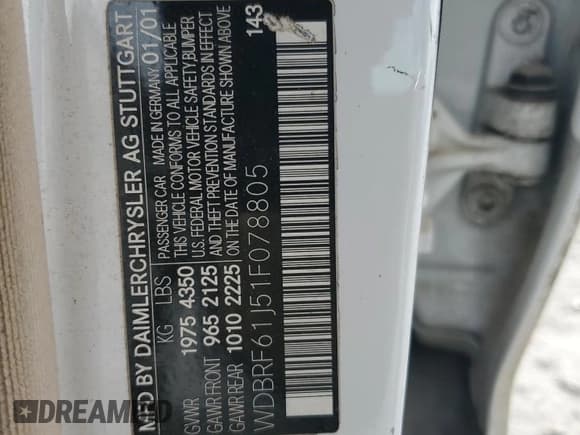 MFD BY DAIMLERCHRYSLER AG STUTTGART
MADE IN GERMANY 01/01
KG LBS PASSENGER CAR
GVWR 1975 4350 THIS VEHICLE CONFORMS TO ALL APPLICABLE
GAWR FRONT 965 2125 U.S. FEDERAL MOTOR VEHICLE SAFETY, BUMPER
GAWR REAR 1010 2225 AND THEFT PREVENTION STANDARDS IN EFFECT
ON THE DATE OF MANUFACTURE SHOWN ABOVE
143
WDBRF61J51F078805
DREAMFIED